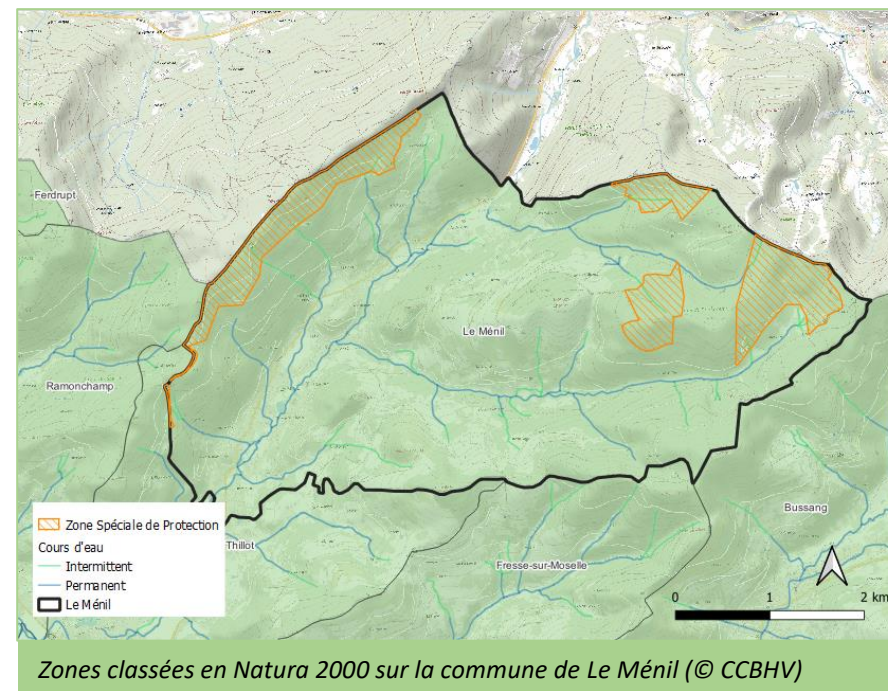 Ferdrupt
Le Ménil
Ramonchamp
Bussang
Thillot
Fresse-sur-Moselle
Zone Spéciale de Protection
Cours d'eau
Intermittent
Permanent
Le Ménil
0 1 2 km
Zones classées en Natura 2000 sur la commune de Le Ménil (© CCBHV)